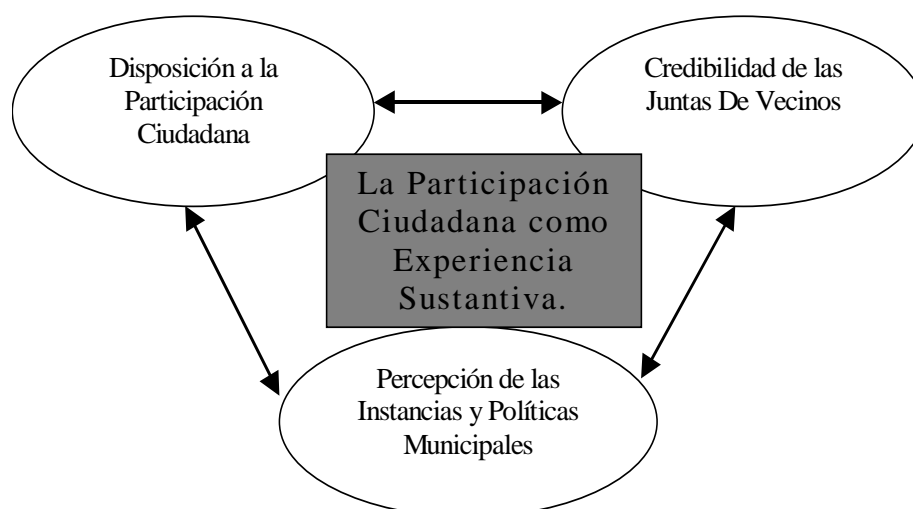 Disposición a la
Participación
Ciudadana
Credibilidad de las
Juntas De Vecinos
La Participación
Ciudadana como
Experiencia
Sustantiva.
Percepción de las
Instancias y Políticas
Municipales